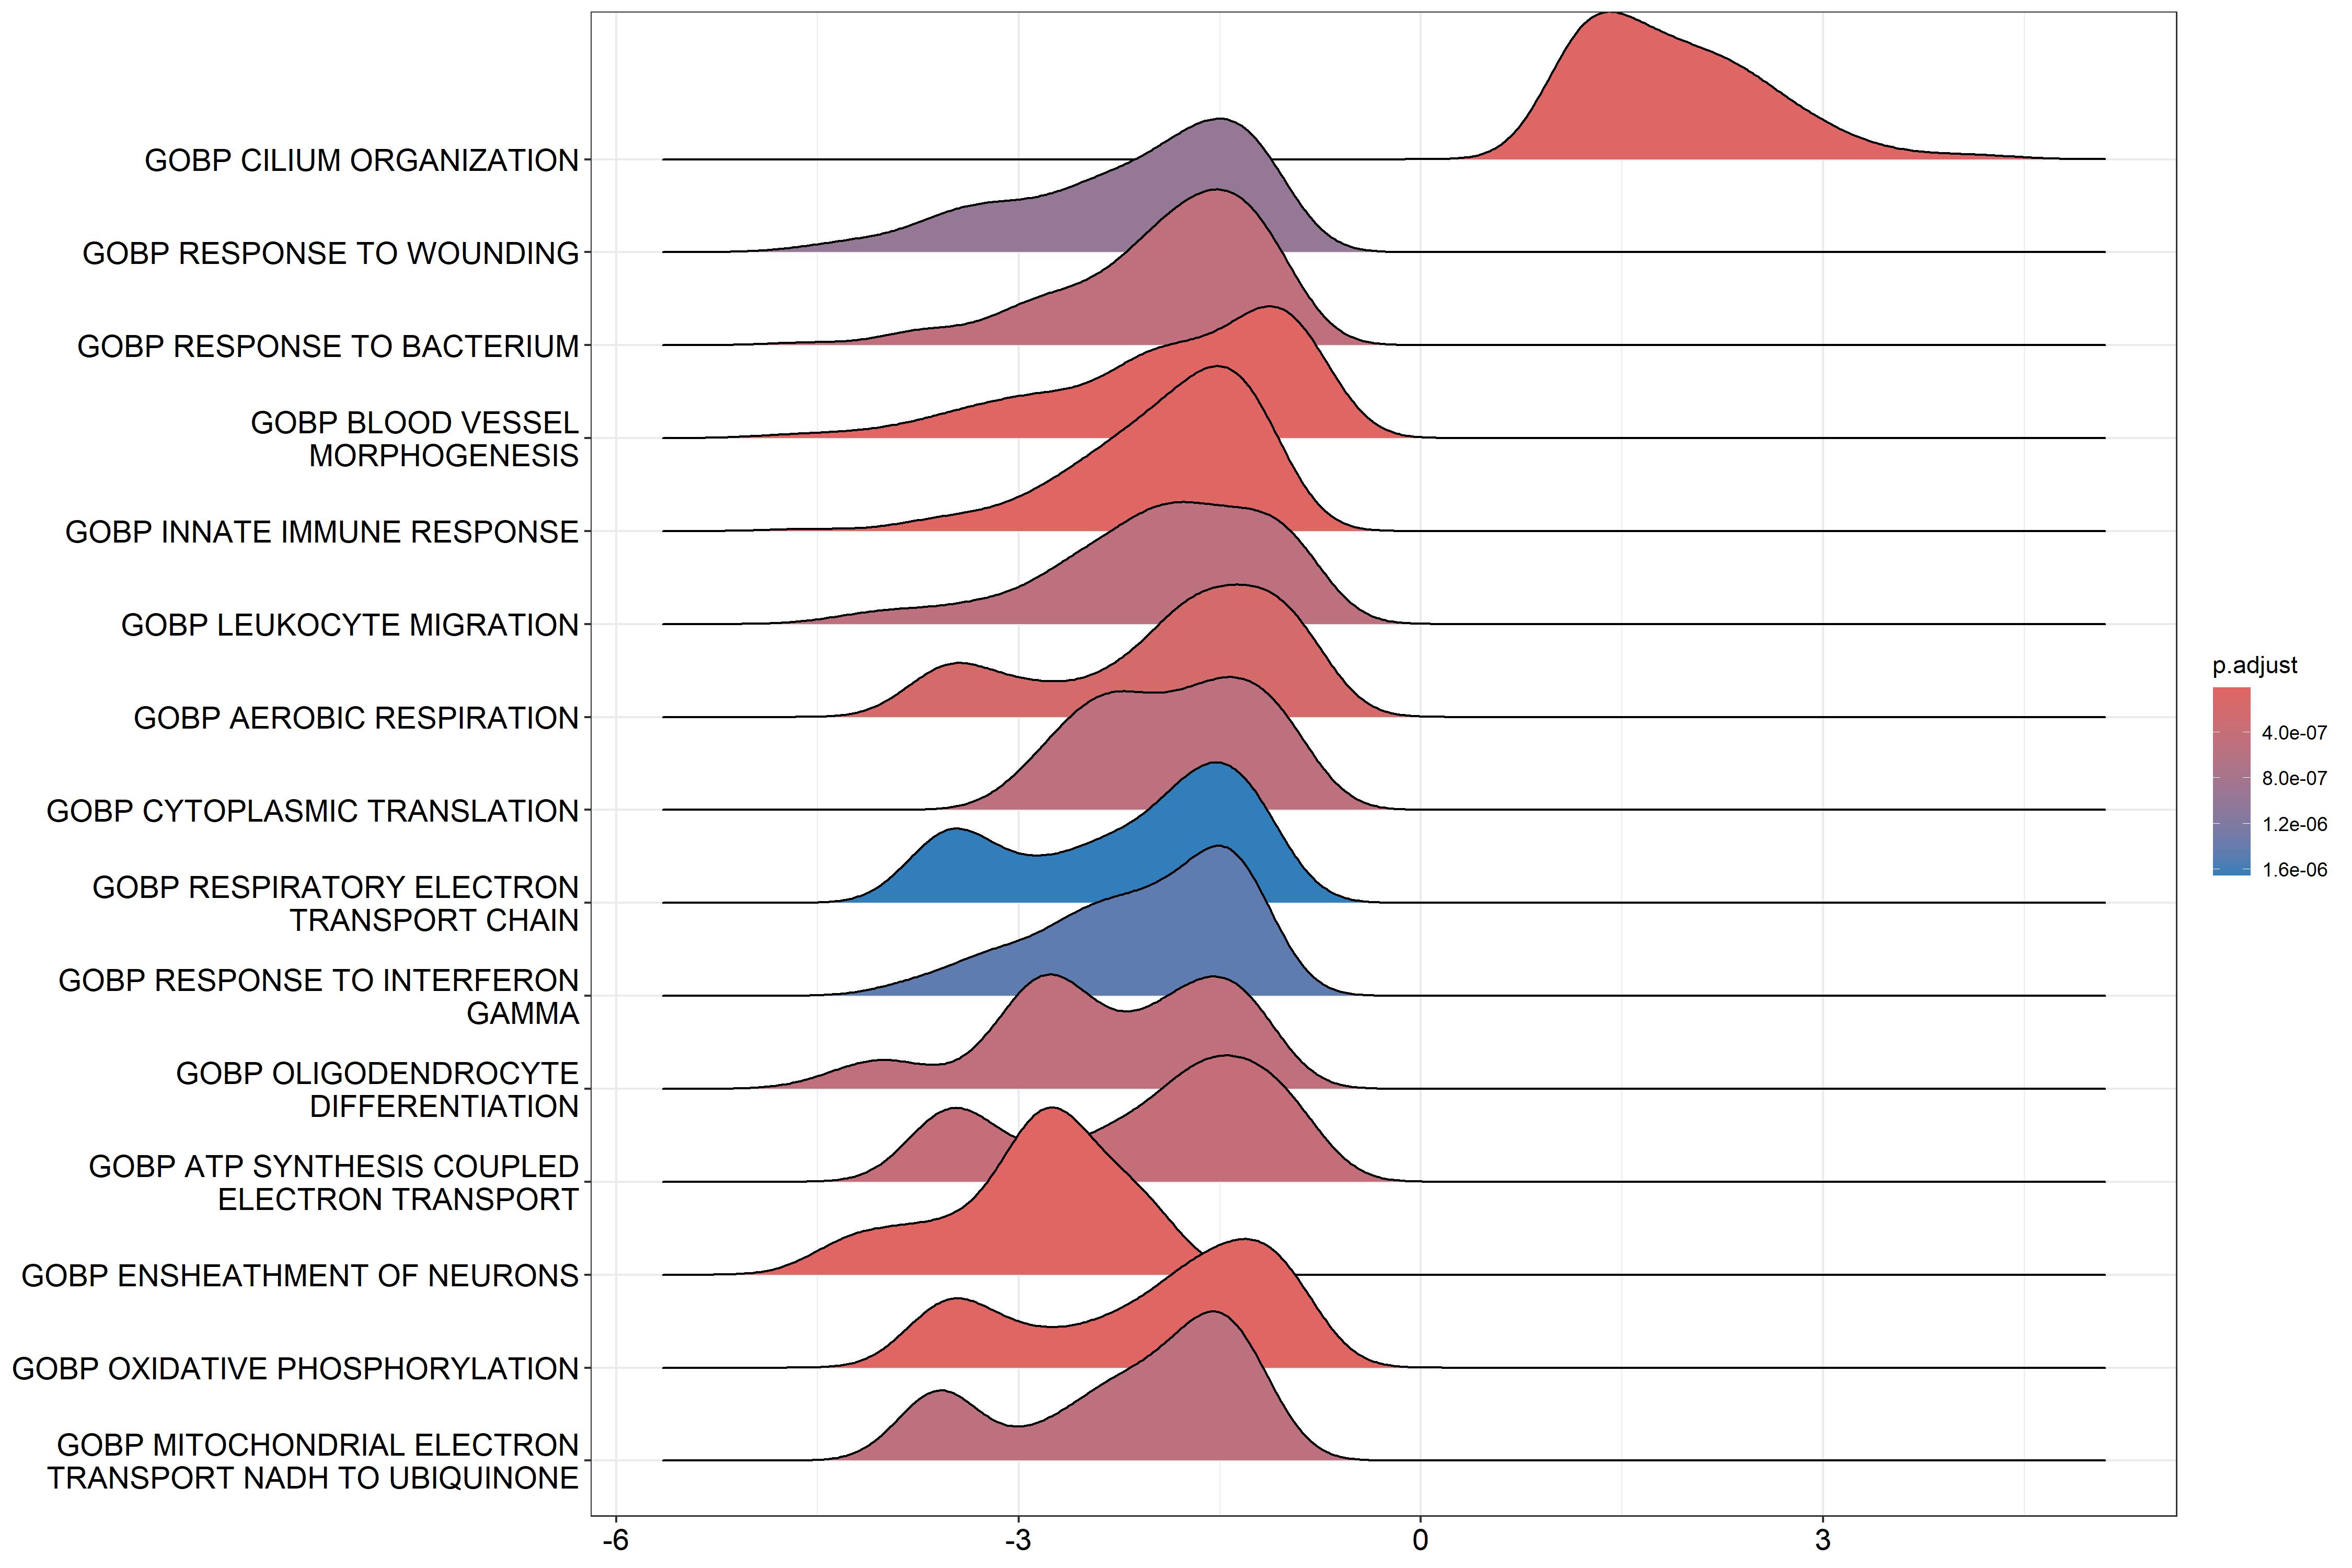 GOBP CILIUM ORGANIZATION
GOBP RESPONSE TO WOUNDING
GOBP RESPONSE TO BACTERIUM
GOBP BLOOD VESSEL
MORPHOGENESIS
GOBP INNATE IMMUNE RESPONSE
GOBP LEUKOCYTE MIGRATION
GOBP AEROBIC RESPIRATION
GOBP CYTOPLASMIC TRANSLATION
GOBP RESPIRATORY ELECTRON
TRANSPORT CHAIN
GOBP RESPONSE TO INTERFERON
GAMMA
GOBP OLIGODENDROCYTE
DIFFERENTIATION
GOBP ATP SYNTHESIS COUPLED
ELECTRON TRANSPORT
GOBP ENSHEATHMENT OF NEURONS
GOBP OXIDATIVE PHOSPHORYLATION
GOBP MITOCHONDRIAL ELECTRON
TRANSPORT NADH TO UBIQUINONE
-6 -3 0 3
p.adjust
4.0e-07
8.0e-07
1.2e-06
1.6e-06